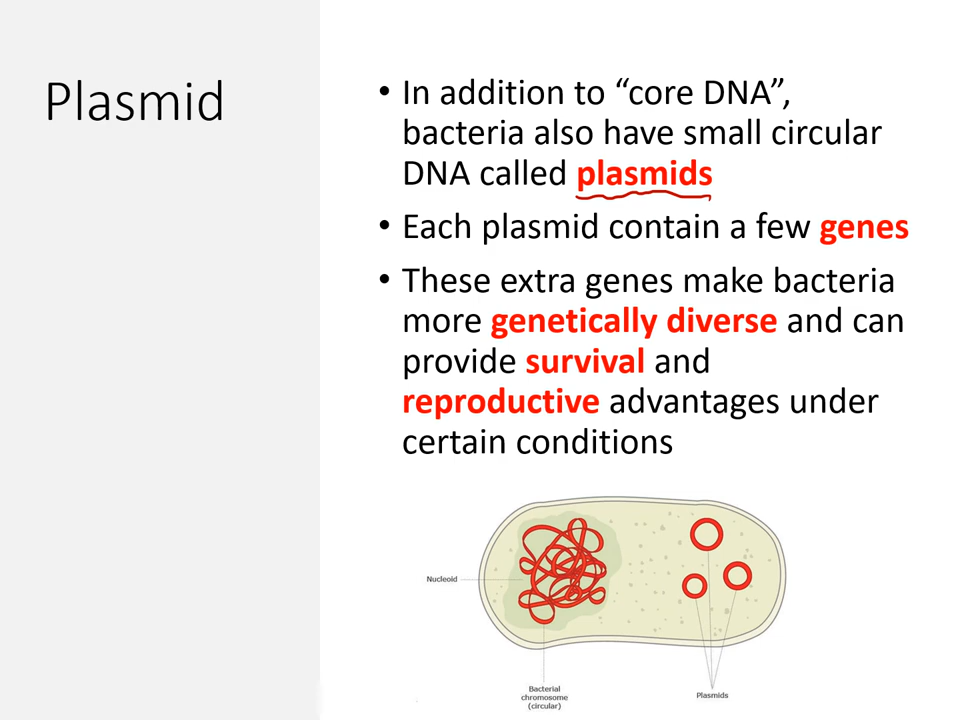 Plasmid
• In addition to “core DNA”,
bacteria also have small circular
DNA called plasmids
• Each plasmid contain a few genes
• These extra genes make bacteria
more genetically diverse and can
provide survival and
reproductive advantages under
certain conditions
Nucleoid
Bacterial
chromosome
(circular)
Plasmids